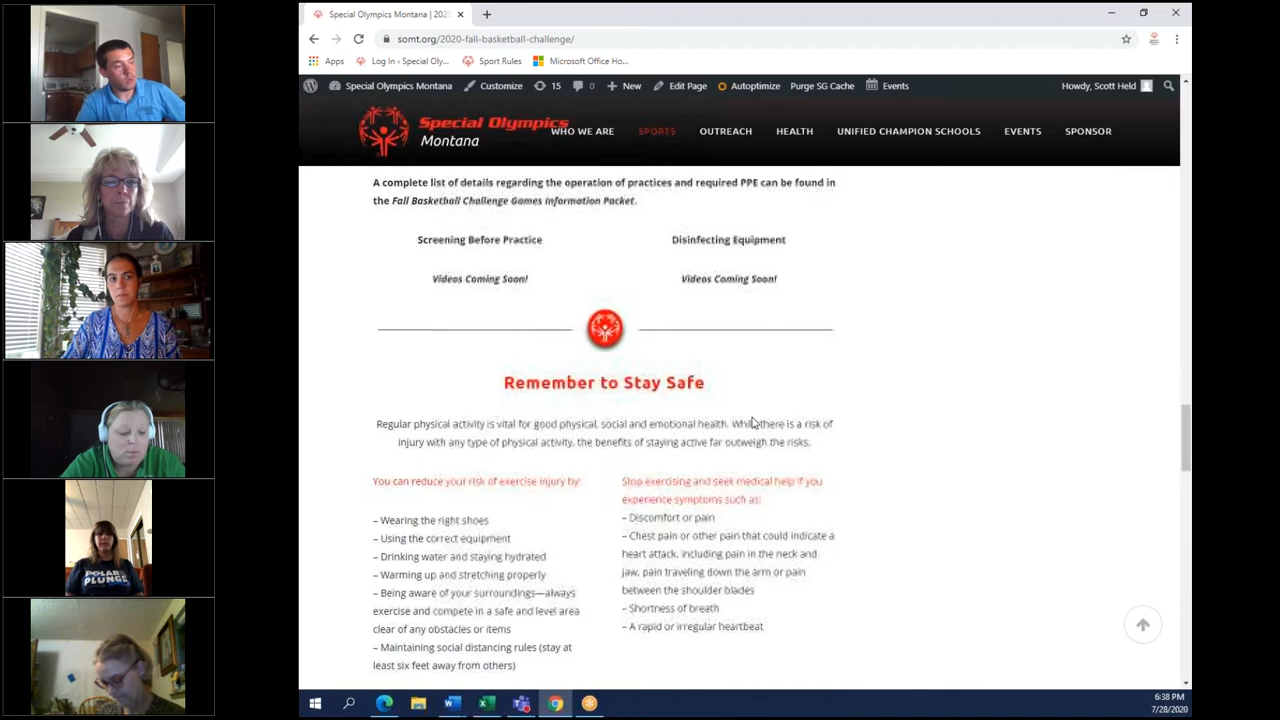 Special Olympics Montana | 202
somt.org/2020-fall-basketball-challenge/
Apps Log In ‹ Special Oly... Sport Rules Microsoft Office Ho...
Special Olympics Montana Customize 15 0 New Edit Page Autoptimize Purge SG Cache Events Howdy, Scott Held
Special Olympics
Montana
WHO WE ARE SPORTS OUTREACH HEALTH UNIFIED CHAMPION SCHOOLS EVENTS SPONSOR
A complete list of details regarding the operation of practices and required PPE can be found in
the Fall Basketball Challenge Games Information Packet.
Screening Before Practice
Disinfecting Equipment
Videos Coming Soon!
Videos Coming Soon!
Remember to Stay Safe
Regular physical activity is vital for good physical, social and emotional health. While there is a risk of
injury with any type of physical activity, the benefits of staying active far outweigh the risks.
You can reduce your risk of exercise injury by:
– Wearing the right shoes
– Using the correct equipment
– Drinking water and staying hydrated
– Warming up and stretching properly
– Being aware of your surroundings—always
exercise and compete in a safe and level area
clear of any obstacles or items
– Maintaining social distancing rules (stay at
least six feet away from others)
Stop exercising and seek medical help if you
experience symptoms such as:
– Discomfort or pain
– Chest pain or other pain that could indicate a
heart attack, including pain in the neck and
jaw, pain traveling down the arm or pain
between the shoulder blades
– Shortness of breath
– A rapid or irregular heartbeat
POLAR
PLUNGE
6:38 PM
7/28/2020